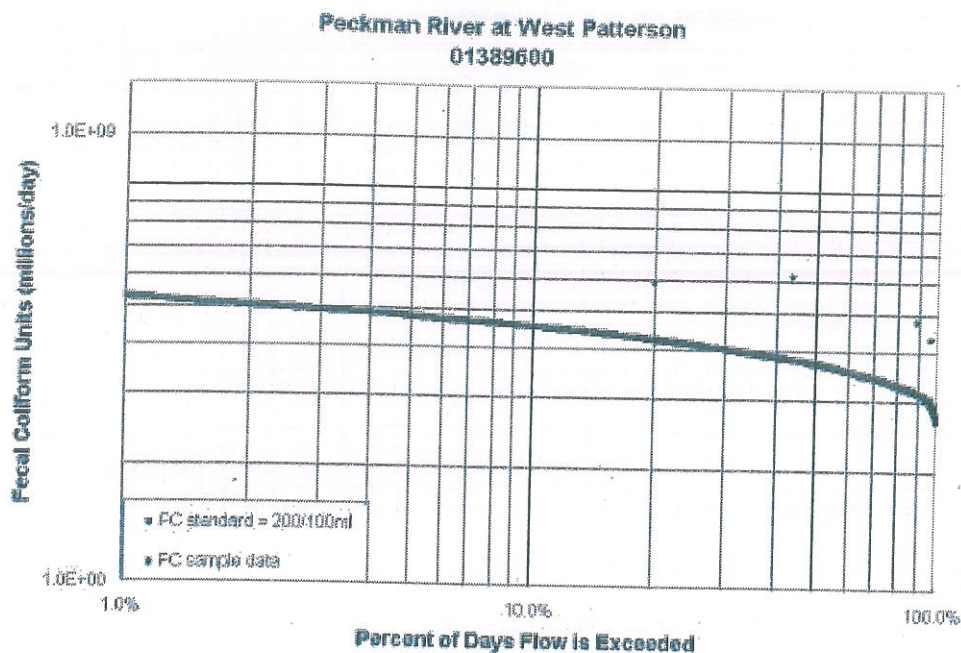 Peckman River at West Patterson
01389600
1.0E+09
Fecal Coliform Units (millions/day)
FC standard = 200/100ml
FC sample data
1.0E+00
1.0%
10.0%
100.0%
Percent of Days Flow is Exceeded